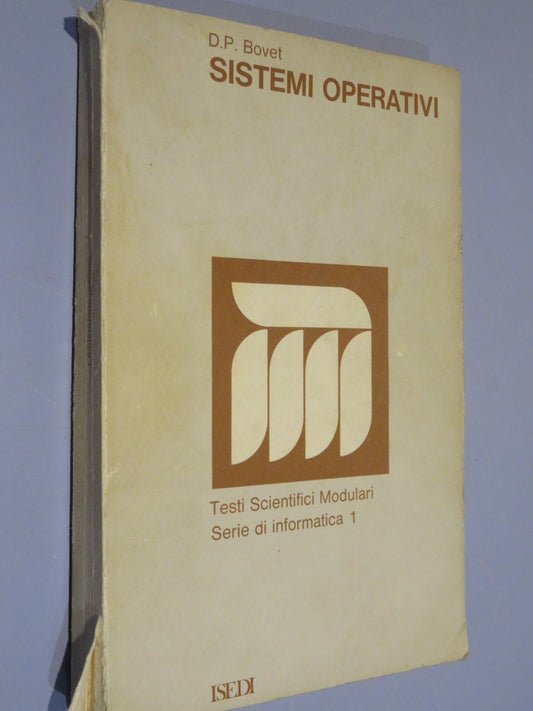 D.P. Bovet
SISTEMI OPERATIVI
Testi Scientifici Modulari
Serie di informatica 1
ISEDI